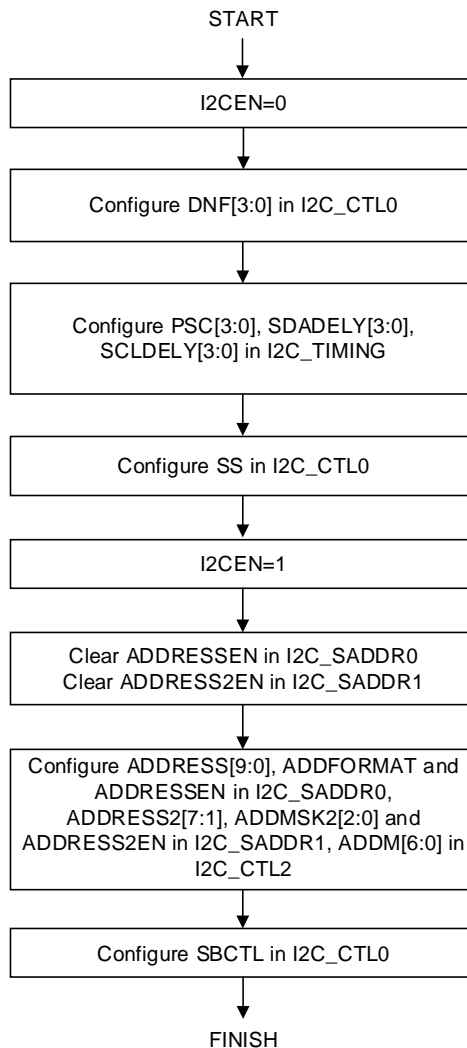 START
I2CEN=0
Configure DNF[3:0] in I2C_CTL0
Configure PSC[3:0], SDADELY[3:0],
SCLDELY[3:0] in I2C_TIMING
Configure SS in I2C_CTL0
I2CEN=1
Clear ADDRESSEN in I2C_SADDR0
Clear ADDRESS2EN in I2C_SADDR1
Configure ADDRESS[9:0], ADDFORMAT and
ADDRESSEN in I2C_SADDR0,
ADDRESS2[7:1], ADDMSK2[2:0] and
ADDRESS2EN in I2C_SADDR1, ADDM[6:0] in
I2C_CTL2
Configure SBCTL in I2C_CTL0
FINISH